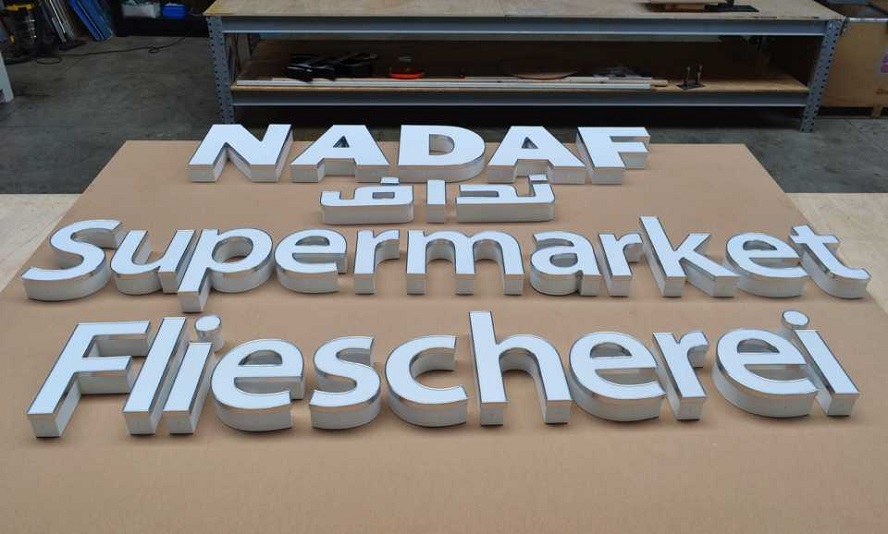 NADAF
نداف
Supermarket
Fliescherei